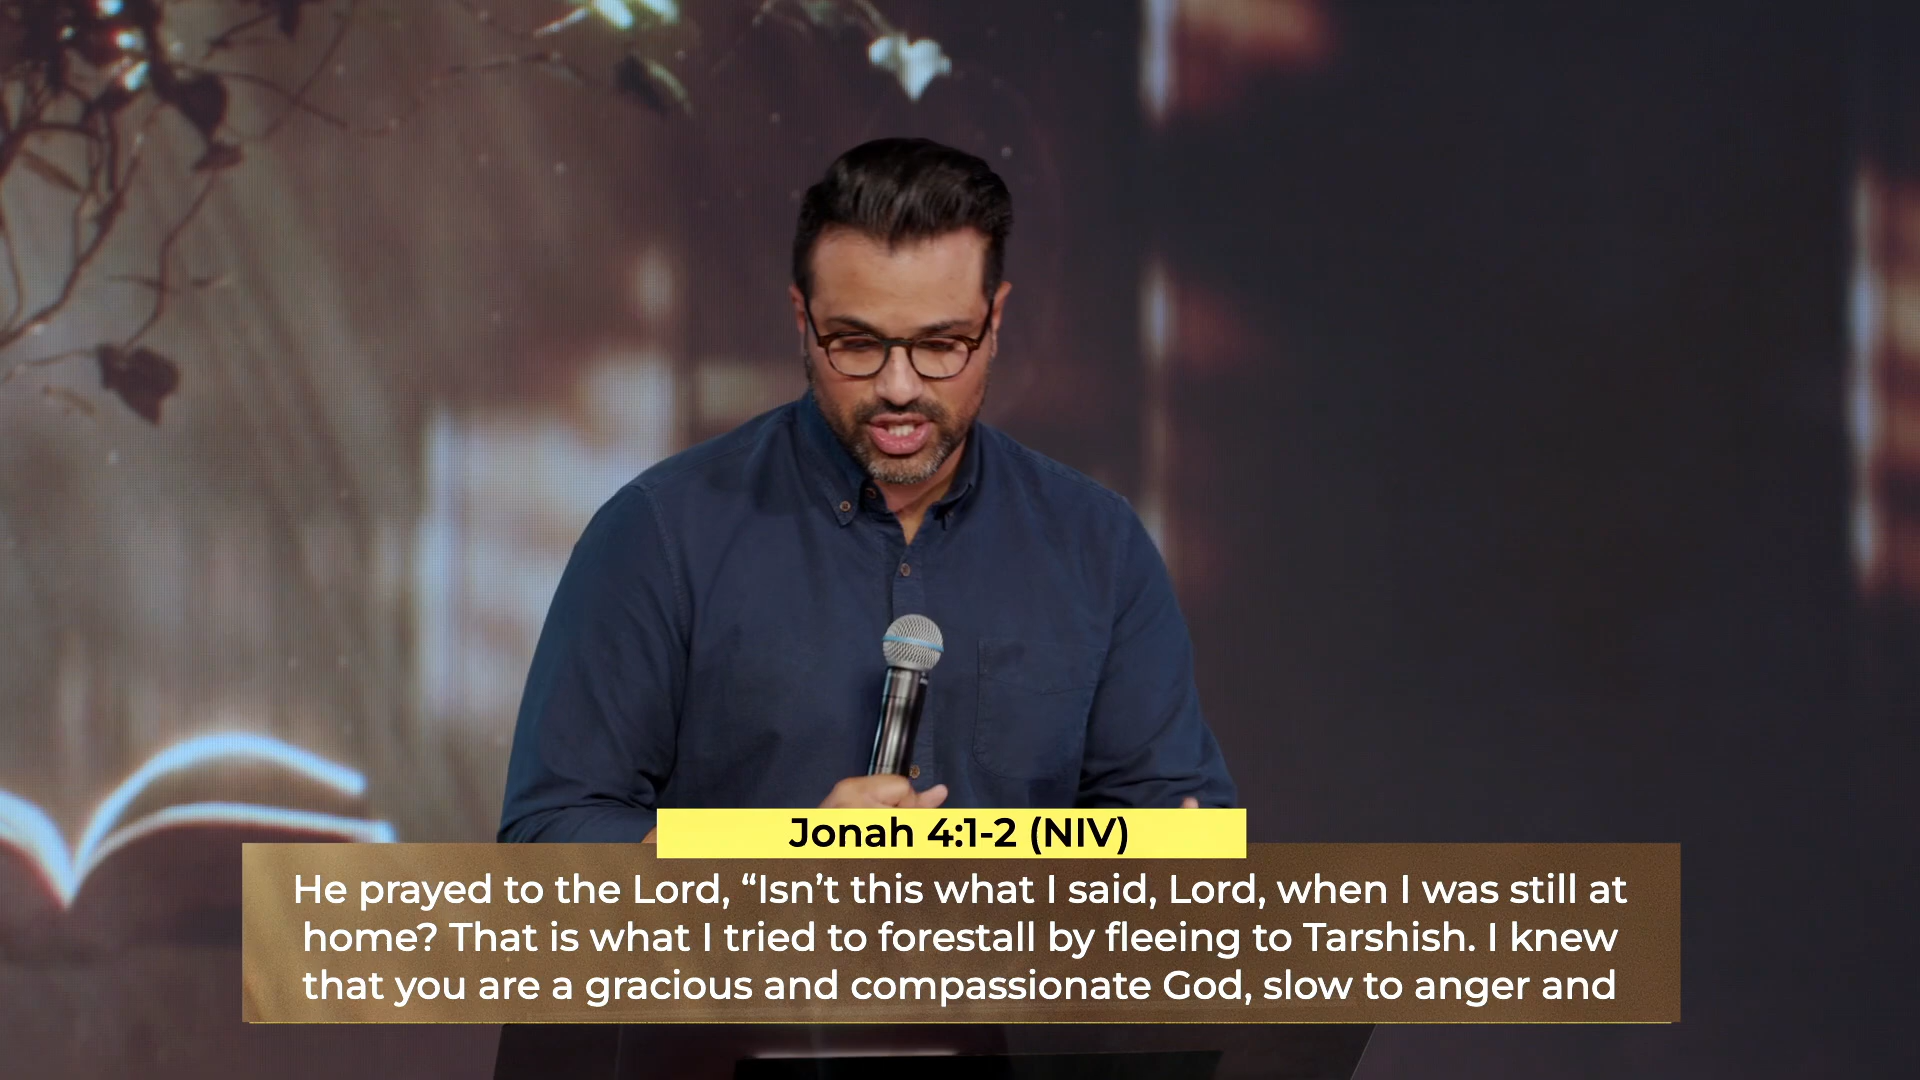 Jonah 4:1-2 (NIV)
He prayed to the Lord, “Isn’t this what I said, Lord, when I was still at
home? That is what I tried to forestall by fleeing to Tarshish. I knew
that you are a gracious and compassionate God, slow to anger and